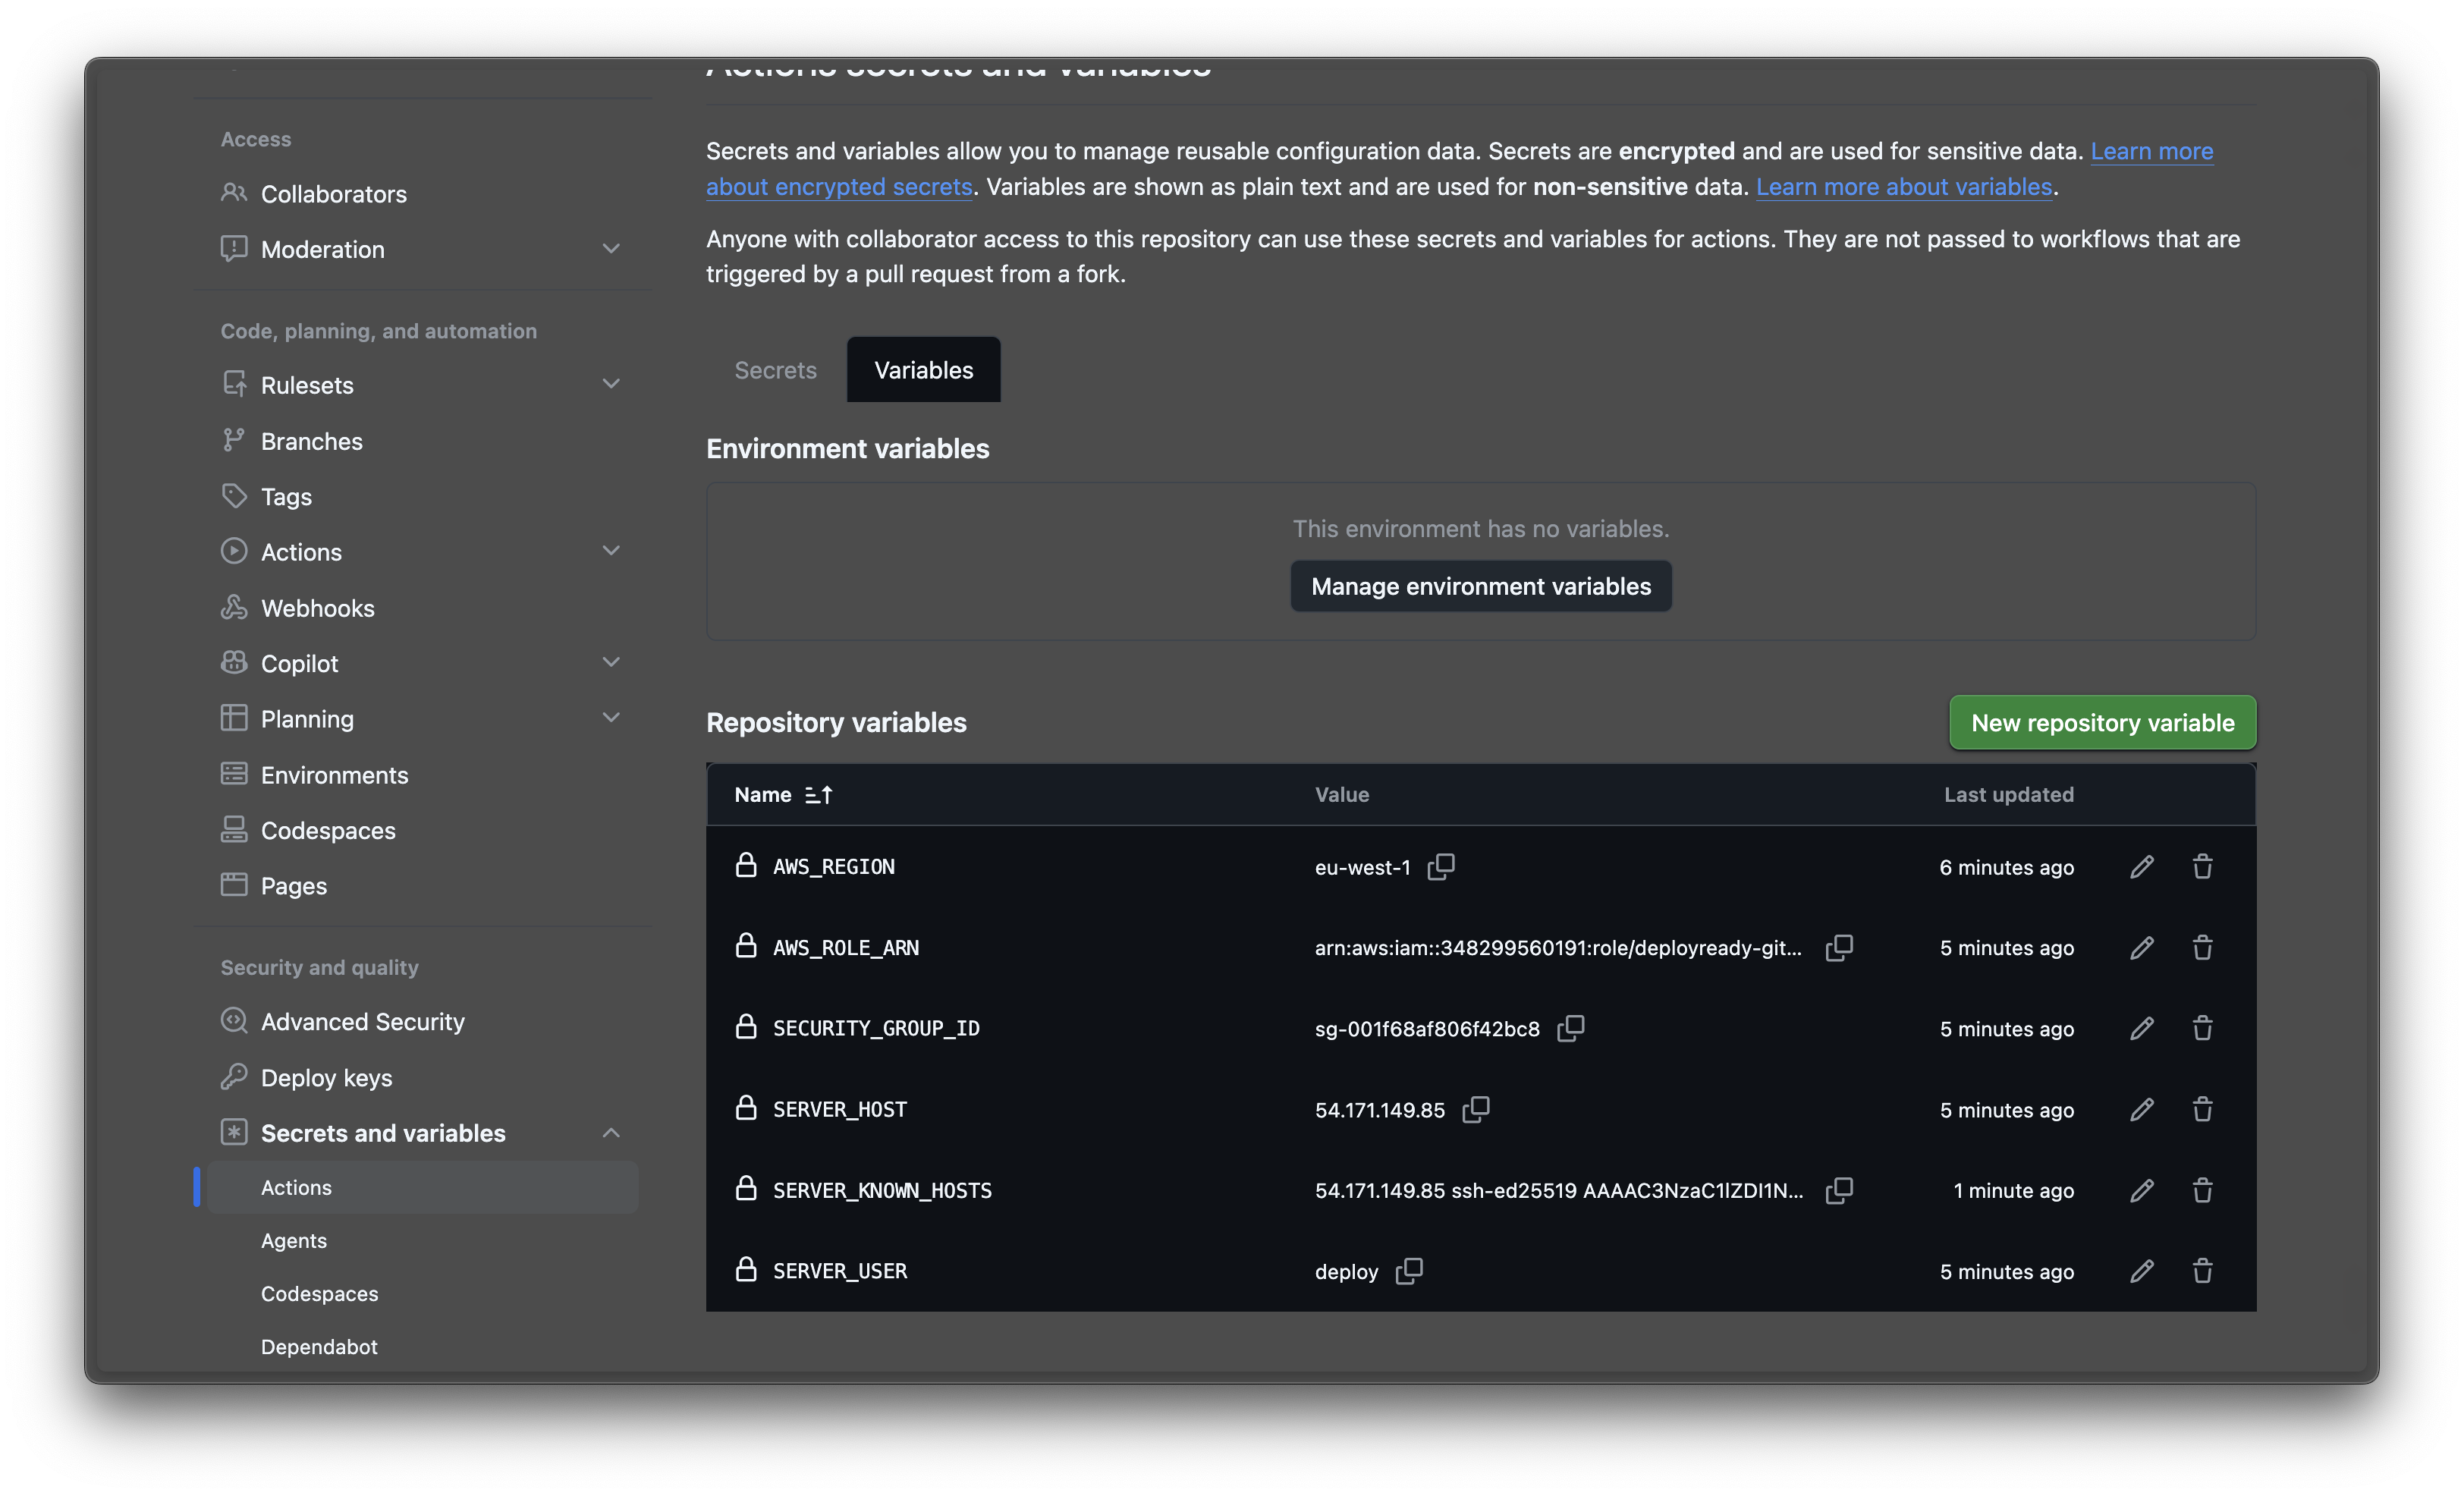 Actions secrets and variables
Access
Collaborators
Moderation
Code, planning, and automation
Rulesets
Branches
Tags
Actions
Webhooks
Copilot
Planning
Environments
Codespaces
Pages
Security and quality
Advanced Security
Deploy keys
Secrets and variables
Actions
Agents
Codespaces
Dependabot
Secrets and variables allow you to manage reusable configuration data. Secrets are encrypted and are used for sensitive data. Learn more
about encrypted secrets. Variables are shown as plain text and are used for non-sensitive data. Learn more about variables.
Anyone with collaborator access to this repository can use these secrets and variables for actions. They are not passed to workflows that are
triggered by a pull request from a fork.
Secrets Variables
Environment variables
This environment has no variables.
Manage environment variables
Repository variables New repository variable
Name Value Last updated
AWS_REGION eu-west-1 6 minutes ago
AWS_ROLE_ARN arn:aws:iam::348299560191:role/deployready-git... 5 minutes ago
SECURITY_GROUP_ID sg-001f68af806f42bc8 5 minutes ago
SERVER_HOST 54.171.149.85 5 minutes ago
SERVER_KNOWN_HOSTS 54.171.149.85 ssh-ed25519 AAAAC3NzaC1lZDI1N... 1 minute ago
SERVER_USER deploy 5 minutes ago